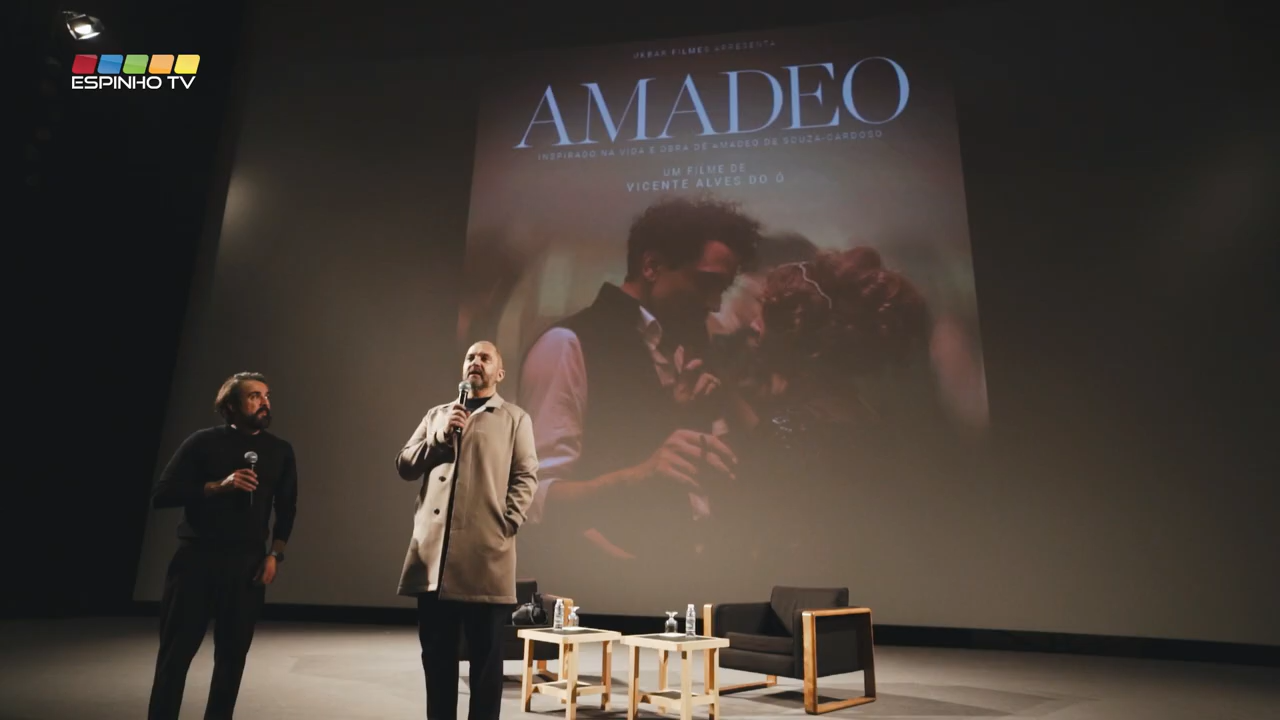 ESPINHO TV
UKBAR FILMES APRESENTA
AMADEO
INSPIRADO NA VIDA E OBRA DE AMADEO DE SOUZA-CARDOSO
UM FILME DE
VICENTE ALVES DO Ó